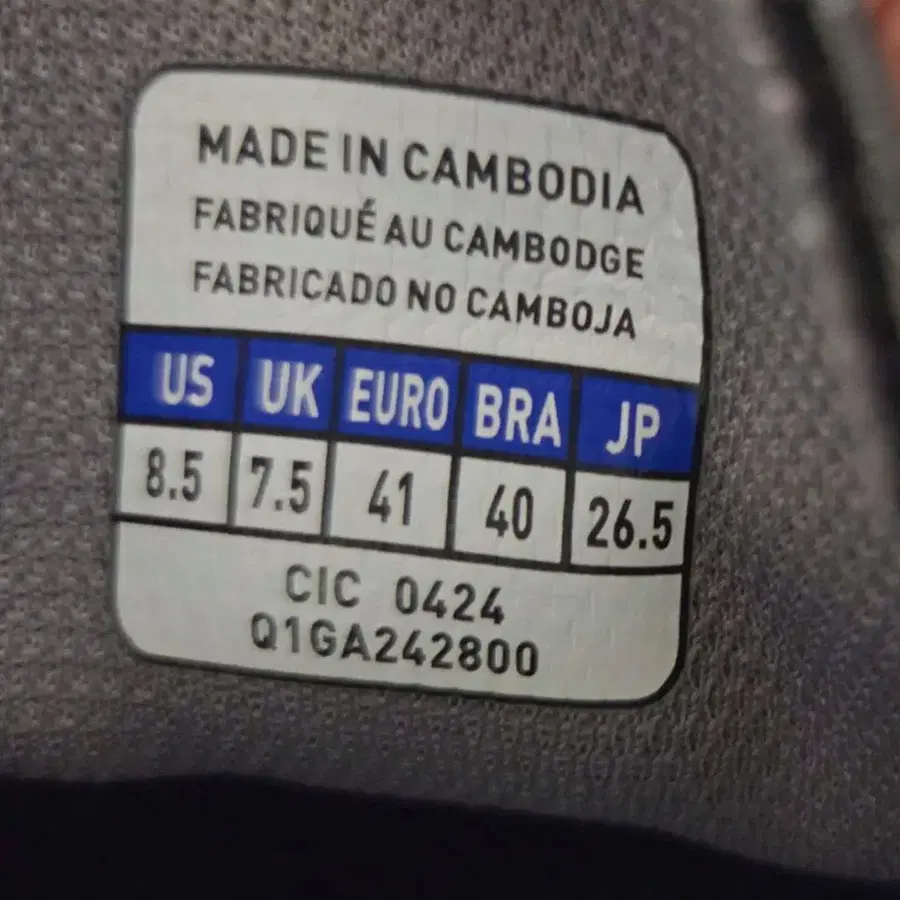 MADE IN CAMBODIA
FABRIQUÉ AU CAMBODGE
FABRICADO NO CAMBOJA
US UK EURO BRA JP
8.5 7.5 41 40 26.5
CIC 0424
Q1GA242800